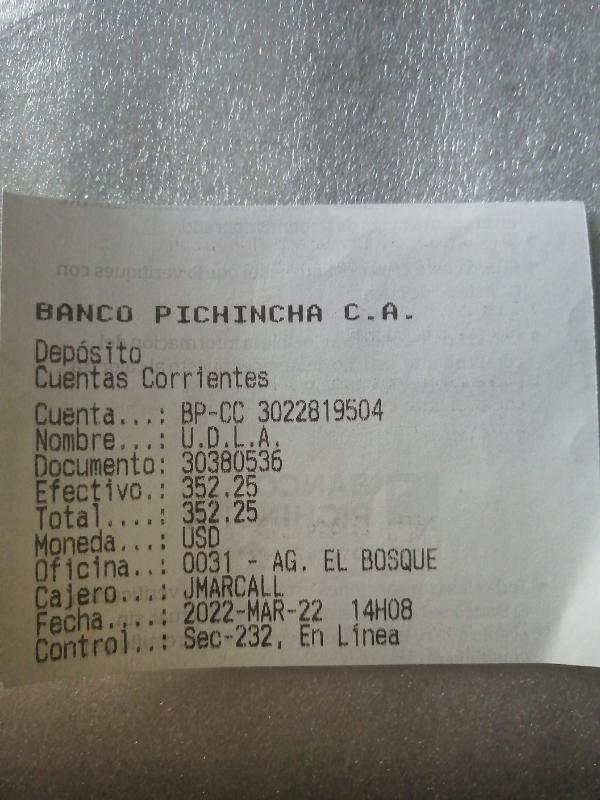 BANCO PICHINCHA C.A.
Depósito
Cuentas Corrientes
Cuenta...: BP-CC 3022819504
Nombre...: U.D.L.A.
Documento: 30380536
Efectivo.: 352.25
Total....: 352.25
Moneda...: USD
Oficina..: 0031 - AG. EL BOSQUE
Cajero...: JMARCALL
Fecha....: 2022-MAR-22 14H08
Control..: Sec-232, En Línea